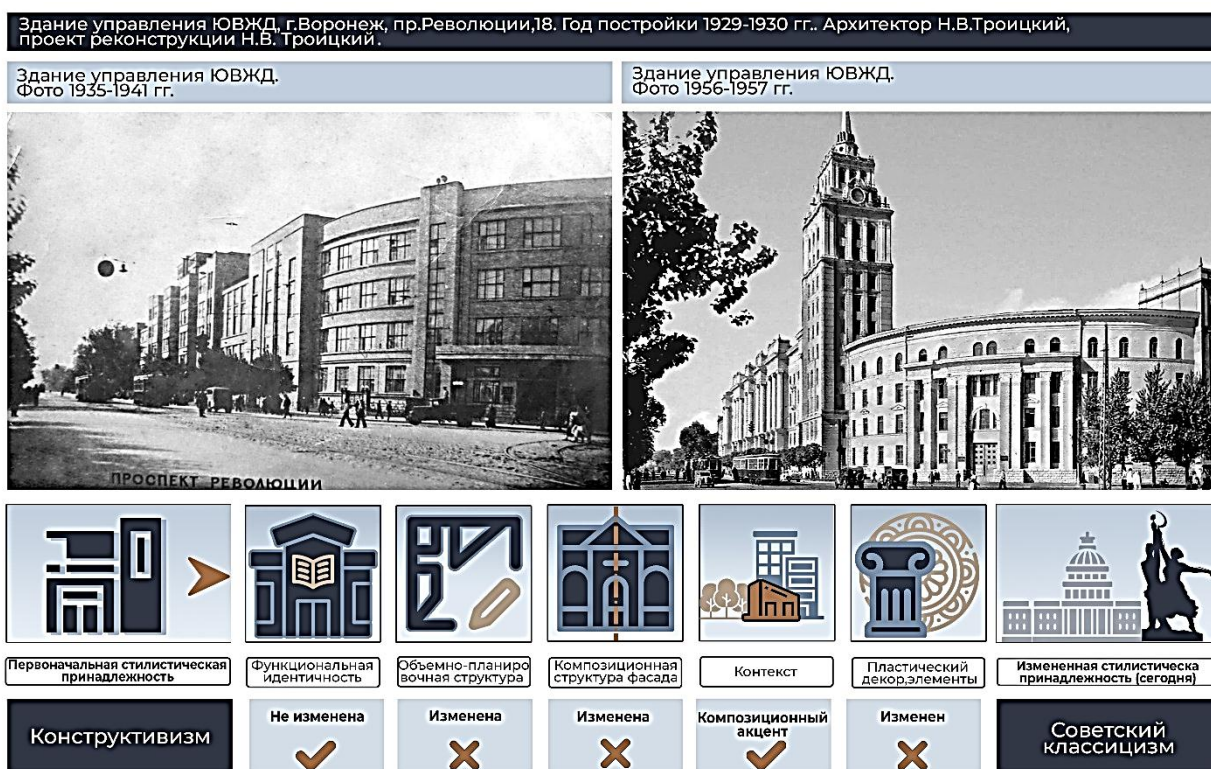 Здание управления ЮВЖД, г.Воронеж, пр.Революции,18. Год постройки 1929-1930 гг.. Архитектор Н.В.Троицкий,
проект реконструкции Н.В. Троицкий.
Здание управления ЮВЖД.
Фото 1935-1941 гг.
Здание управления ЮВЖД.
Фото 1956-1957 гг.
ПРОСПЕКТ РЕВОЛЮЦИИ
Первоначальная стилистическая
принадлежность
Функциональная
идентичность
Объемно-планиро
вочная структура
Композиционная
структура фасада
Контекст
Пластический
декор,элементы
Измененная стилистическа
принадлежность (сегодня)
Конструктивизм
Не изменена
Изменена
Изменена
Композиционный
акцент
Изменен
Советский
классицизм